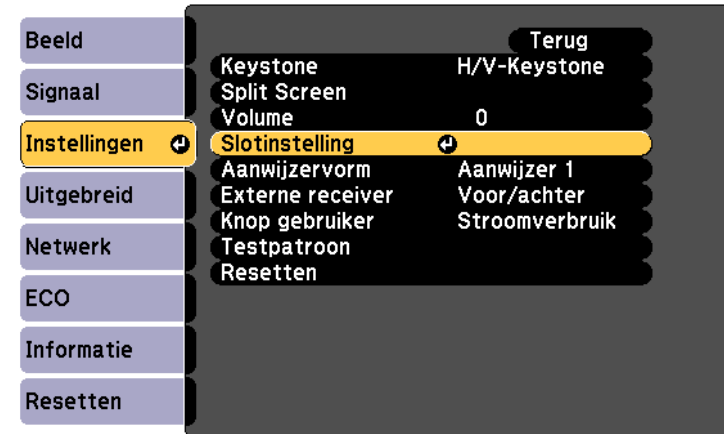 Beeld
Signaal
Instellingen
Uitgebreid
Netwerk
ECO
Informatie
Resetten
Terug
Keystone H/V-Keystone
Split Screen
Volume 0
Slotinstelling
Aanwijzervorm Aanwijzer 1
Externe receiver Voor/achter
Knop gebruiker Stroomverbruik
Testpatroon
Resetten